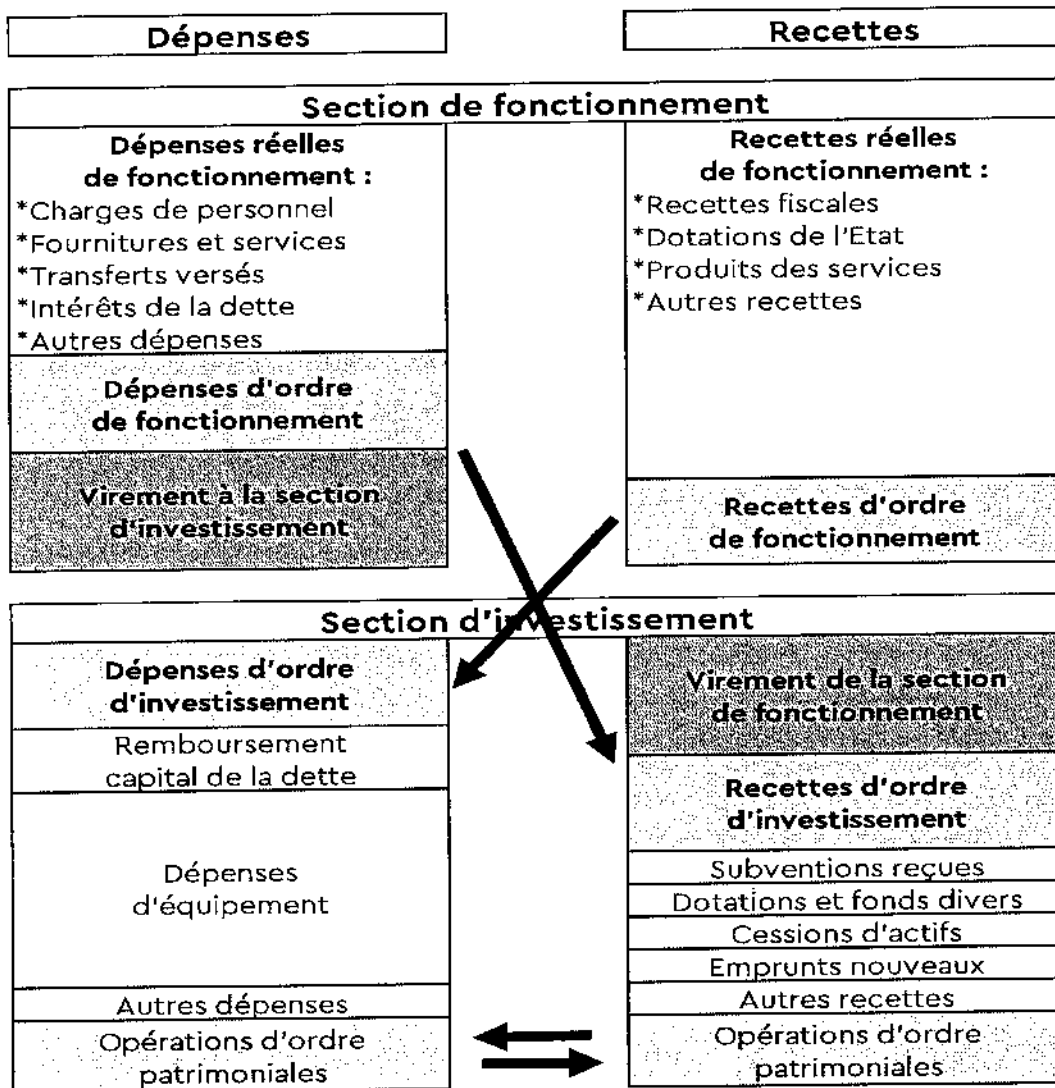 Dépenses
Recettes
Section de fonctionnement
Dépenses réelles
de fonctionnement :
*Charges de personnel
*Fournitures et services
*Transferts versés
*Intérêts de la dette
*Autres dépenses
Dépenses d'ordre
de fonctionnement
Virement à la section
d'investissement
Recettes réelles
de fonctionnement :
*Recettes fiscales
*Dotations de l'Etat
*Produits des services
*Autres recettes
Recettes d'ordre
de fonctionnement
Section d'investissement
Dépenses d'ordre
d'investissement
Remboursement
capital de la dette
Dépenses
d'équipement
Autres dépenses
Opérations d'ordre
patrimoniales
Virement de la section
de fonctionnement
Recettes d'ordre
d'investissement
Subventions reçues
Dotations et fonds divers
Cessions d'actifs
Emprunts nouveaux
Autres recettes
Opérations d'ordre
patrimoniales